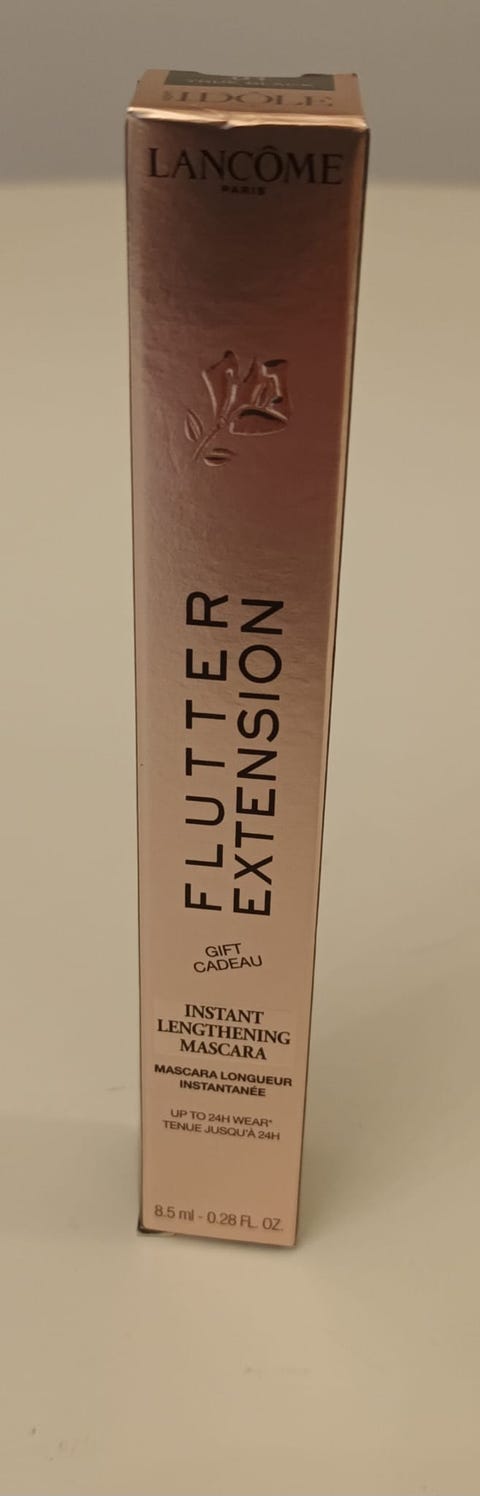 LANCÔME
PARIS
FLUTTER
EXTENSION
GIFT
CADEAU
INSTANT
LENGTHENING
MASCARA
MASCARA LONGUEUR
INSTANTANÉE
UP TO 24H WEAR*
TENUE JUSQU'À 24H
8.5 ml - 0.28 FL. OZ.